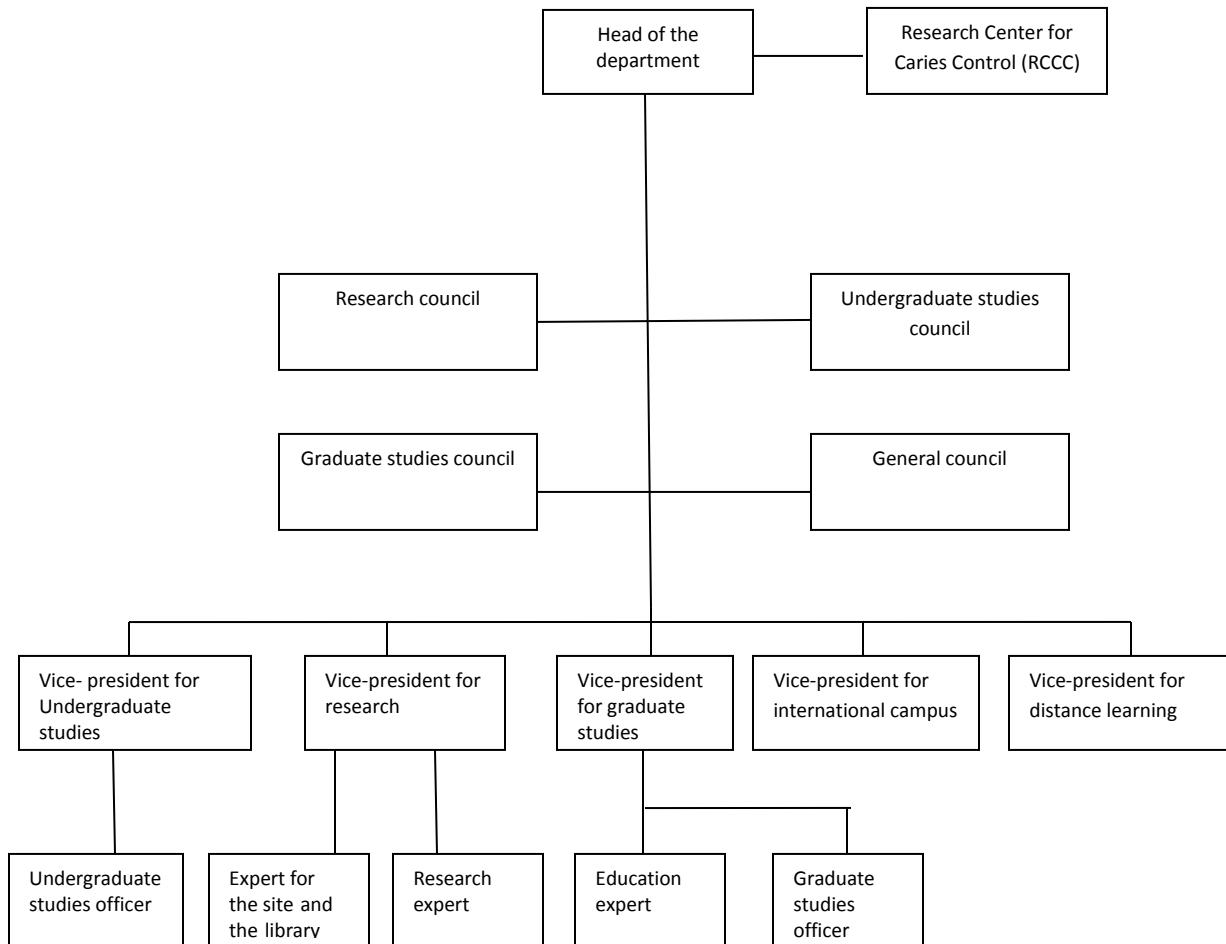 Head of the
department
Research Center for
Caries Control (RCCC)
Research council
Undergraduate studies
council
Graduate studies council
General council
Vice- president for
Undergraduate
studies
Vice-president for
research
Vice-president
for graduate
studies
Vice-president for
international campus
Vice-president for
distance learning
Undergraduate
studies officer
Expert for
the site and
the library
Research
expert
Education
expert
Graduate
studies
officer